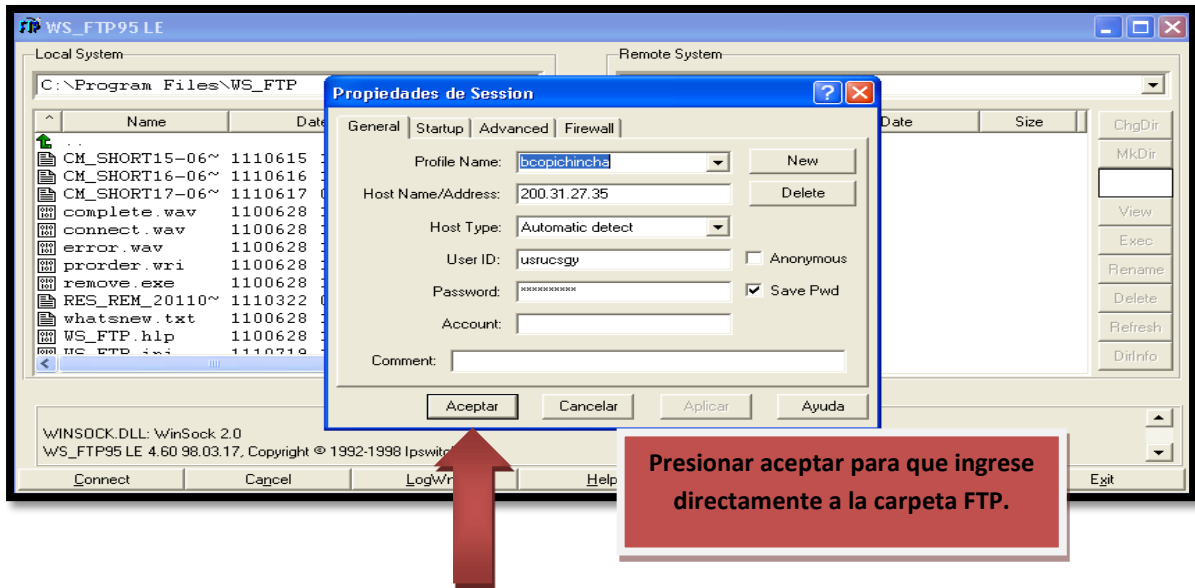 WS_FTP95 LE
Local System
Remote System
C:\Program Files\WS_FTP
Name
Date
Size
ChgDir
MkDir
View
Exec
Rename
Delete
Refresh
DirInfo
..
CM_SHORT15-06~ 1110615
CM_SHORT16-06~ 1110616
CM_SHORT17-06~ 1110617
complete.wav 1100628
connect.wav 1100628
error.wav 1100628
prorder.wri 1100628
remove.exe 1100628
RES_REM_20110~ 1110322
whatsnew.txt 1100628
WS_FTP.hlp 1100628
WS_FTP.ini 1110719
Propiedades de Session
General Startup Advanced Firewall
Profile Name: bcopichincha New
Host Name/Address: 200.31.27.35 Delete
Host Type: Automatic detect
User ID: usrucsgy Anonymous
Password: ×××××××××× Save Pwd
Account:
Comment:
Aceptar Cancelar Aplicar Ayuda
WINSOCK.DLL: WinSock 2.0
WS_FTP95 LE 4.60 98.03.17, Copyright © 1992-1998 Ipswitch
Connect Cancel LogWn Help Exit
Presionar aceptar para que ingrese
directamente a la carpeta FTP.